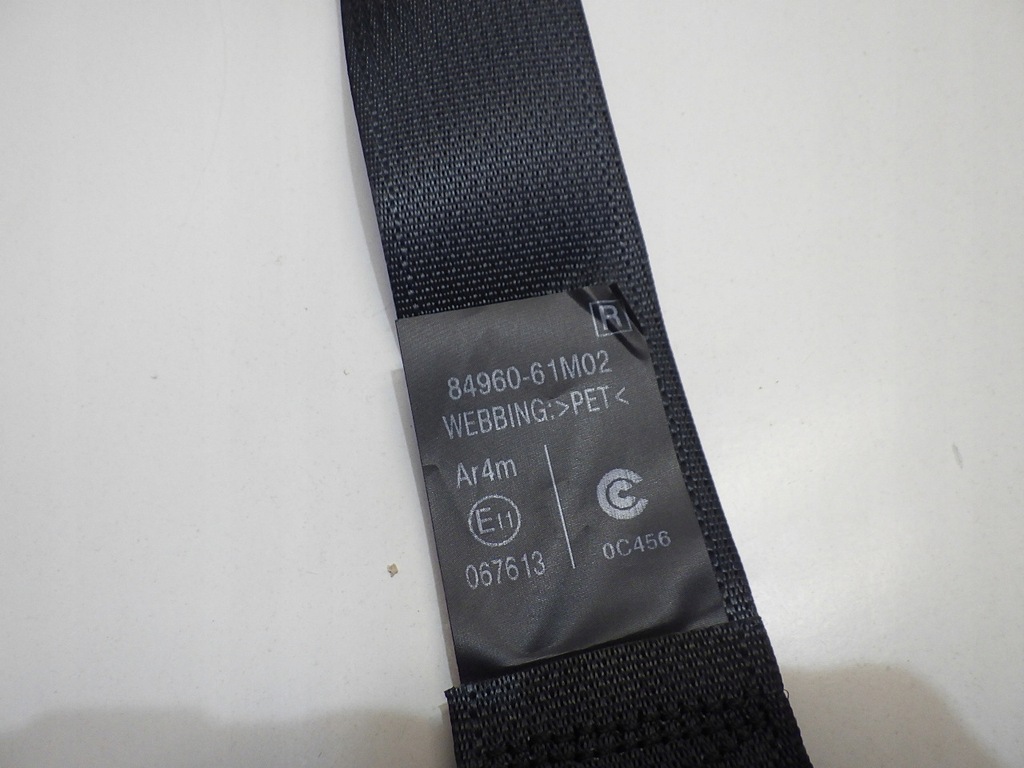 R
84960-61M02
WEBBING:>PET<
Ar4m
E11
067613
0C456